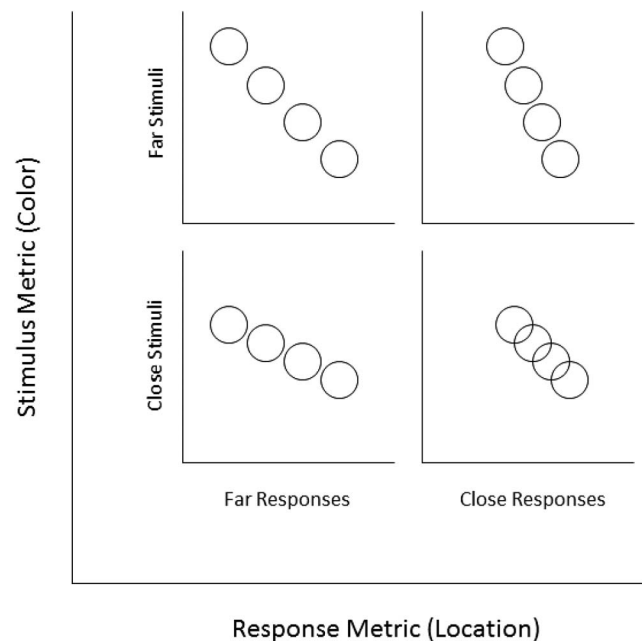 Stimulus Metric (Color)
Far Stimuli
Close Stimuli
Far Responses
Close Responses
Response Metric (Location)